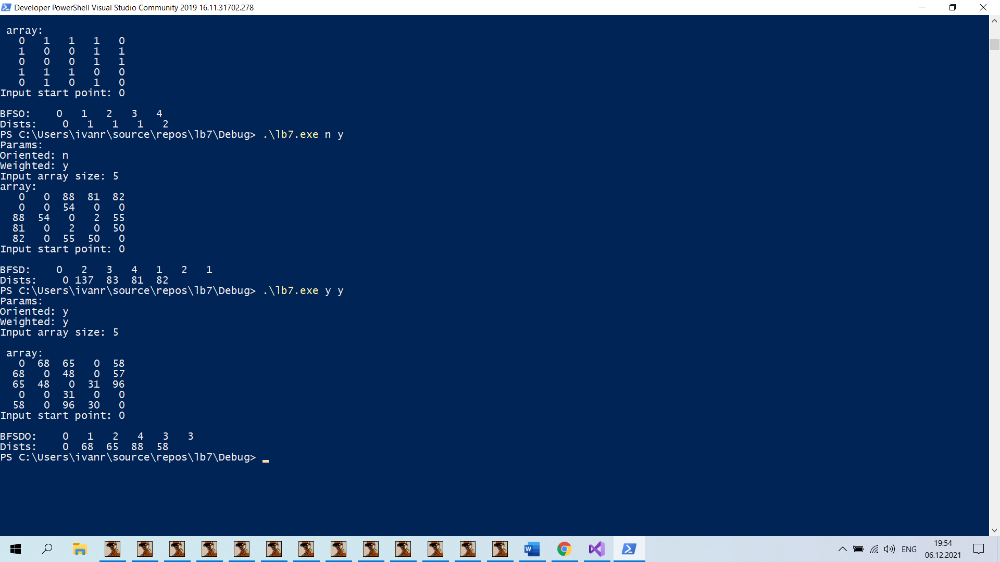 Developer PowerShell Visual Studio Community 2019 16.11.31702.278
array:
0 1 1 1 0
1 0 0 1 1
0 0 0 1 1
1 1 1 0 0
0 1 0 1 0
Input start point: 0
BFSO: 0 1 2 3 4
Dists: 0 1 1 1 2
PS C:\Users\ivanr\source\repos\lb7\Debug> .\lb7.exe n y
Params:
Oriented: n
Weighted: y
Input array size: 5
array:
0 0 88 81 82
0 0 54 0 0
88 54 0 2 55
81 0 2 0 50
82 0 55 50 0
Input start point: 0
BFSD: 0 2 3 4 1 2 1
Dists: 0 137 83 81 82
PS C:\Users\ivanr\source\repos\lb7\Debug> .\lb7.exe y y
Params:
Oriented: y
Weighted: y
Input array size: 5
array:
0 68 65 0 58
68 0 48 0 57
65 48 0 31 96
0 0 31 0 0
58 0 96 30 0
Input start point: 0
BFSDO: 0 1 2 4 3 3
Dists: 0 68 65 88 58
PS C:\Users\ivanr\source\repos\lb7\Debug>
ENG
19:54
06.12.2021